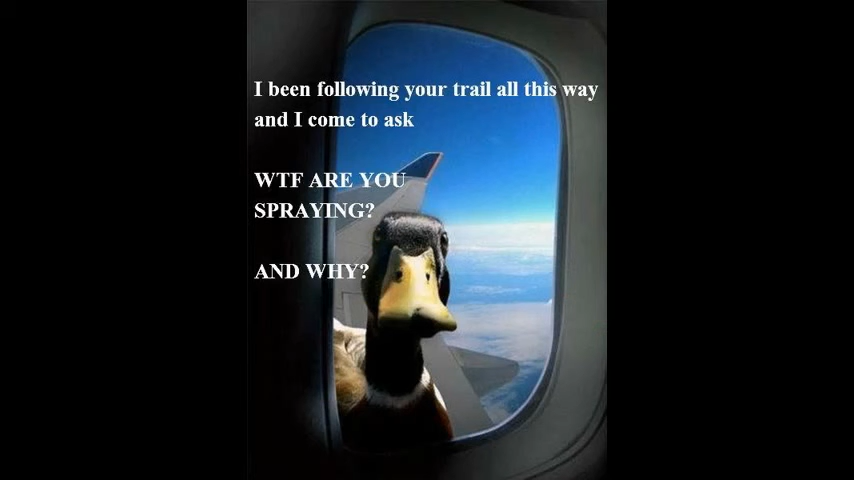 I been following your trail all this way
and I come to ask
WTF ARE YOU
SPRAYING?
AND WHY?